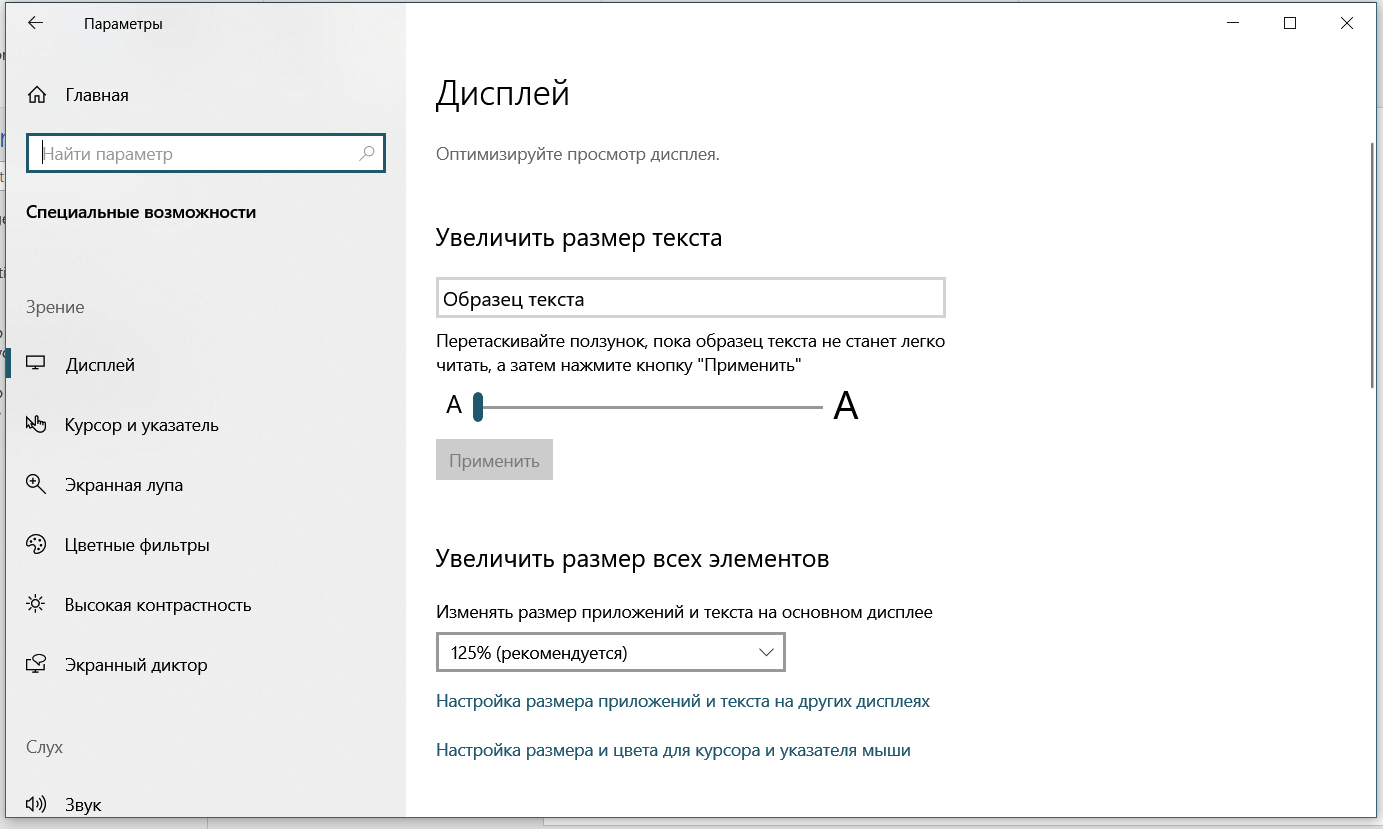 Параметры
Главная
Найти параметр
Специальные возможности
Зрение
Дисплей
Курсор и указатель
Экранная лупа
Цветные фильтры
Высокая контрастность
Экранный диктор
Слух
Звук
Дисплей
Оптимизируйте просмотр дисплея.
Увеличить размер текста
Образец текста
Перетаскивайте ползунок, пока образец текста не станет легко
читать, а затем нажмите кнопку "Применить"
А А
Применить
Увеличить размер всех элементов
Изменять размер приложений и текста на основном дисплее
125% (рекомендуется)
Настройка размера приложений и текста на других дисплеях
Настройка размера и цвета для курсора и указателя мыши